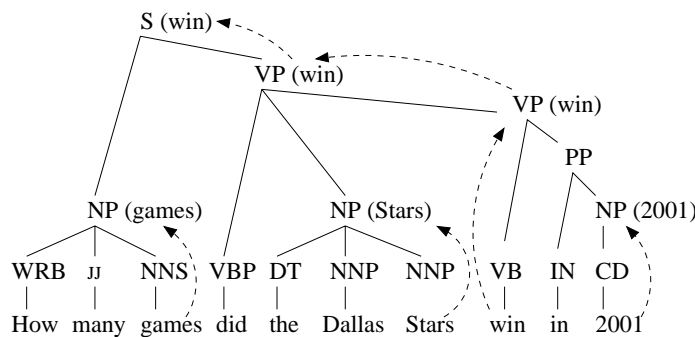 S (win)
VP (win)
VP (win)
PP
NP (games)
NP (Stars)
NP (2001)
WRB JJ NNS VBP DT NNP NNP VB IN CD
How many games did the Dallas Stars win in 2001